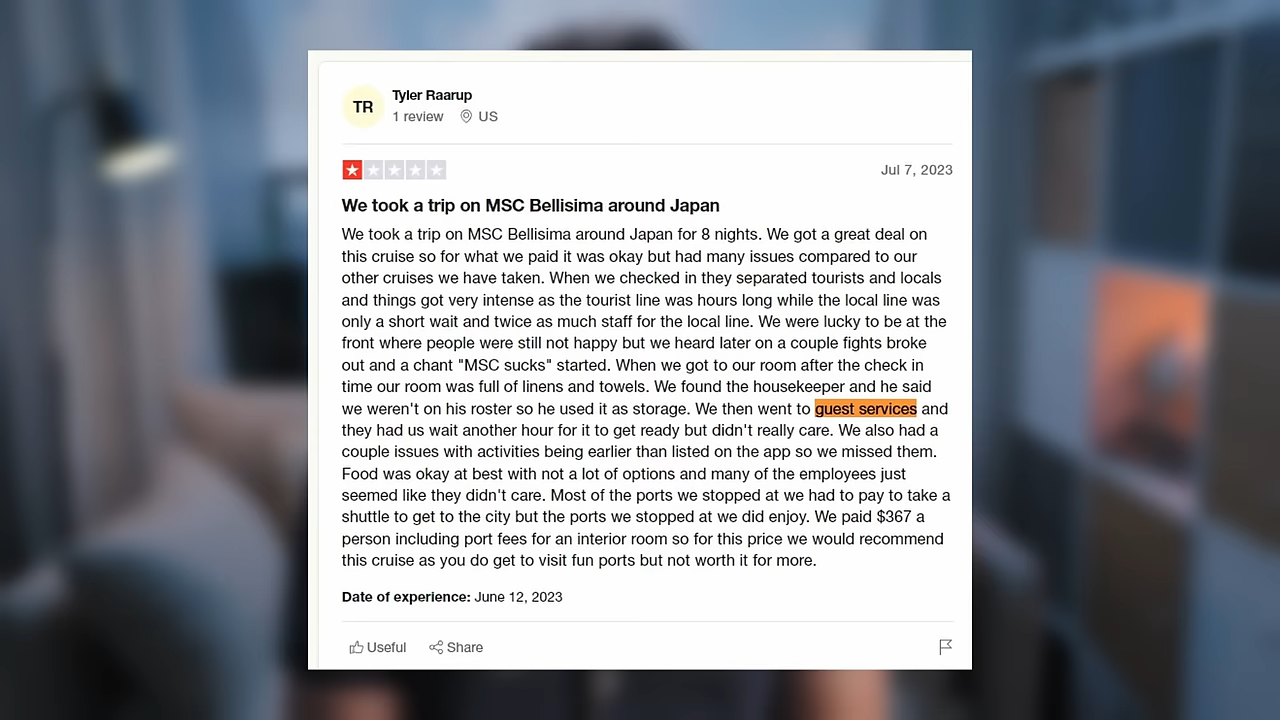 TR
Tyler Raarup
1 review US
Jul 7, 2023
We took a trip on MSC Bellisima around Japan
We took a trip on MSC Bellisima around Japan for 8 nights. We got a great deal on
this cruise so for what we paid it was okay but had many issues compared to our
other cruises we have taken. When we checked in they separated tourists and locals
and things got very intense as the tourist line was hours long while the local line was
only a short wait and twice as much staff for the local line. We were lucky to be at the
front where people were still not happy but we heard later on a couple fights broke
out and a chant "MSC sucks" started. When we got to our room after the check in
time our room was full of linens and towels. We found the housekeeper and he said
we weren't on his roster so he used it as storage. We then went to guest services and
they had us wait another hour for it to get ready but didn't really care. We also had a
couple issues with activities being earlier than listed on the app so we missed them.
Food was okay at best with not a lot of options and many of the employees just
seemed like they didn't care. Most of the ports we stopped at we had to pay to take a
shuttle to get to the city but the ports we stopped at we did enjoy. We paid $367 a
person including port fees for an interior room so for this price we would recommend
this cruise as you do get to visit fun ports but not worth it for more.
Date of experience: June 12, 2023
Useful Share